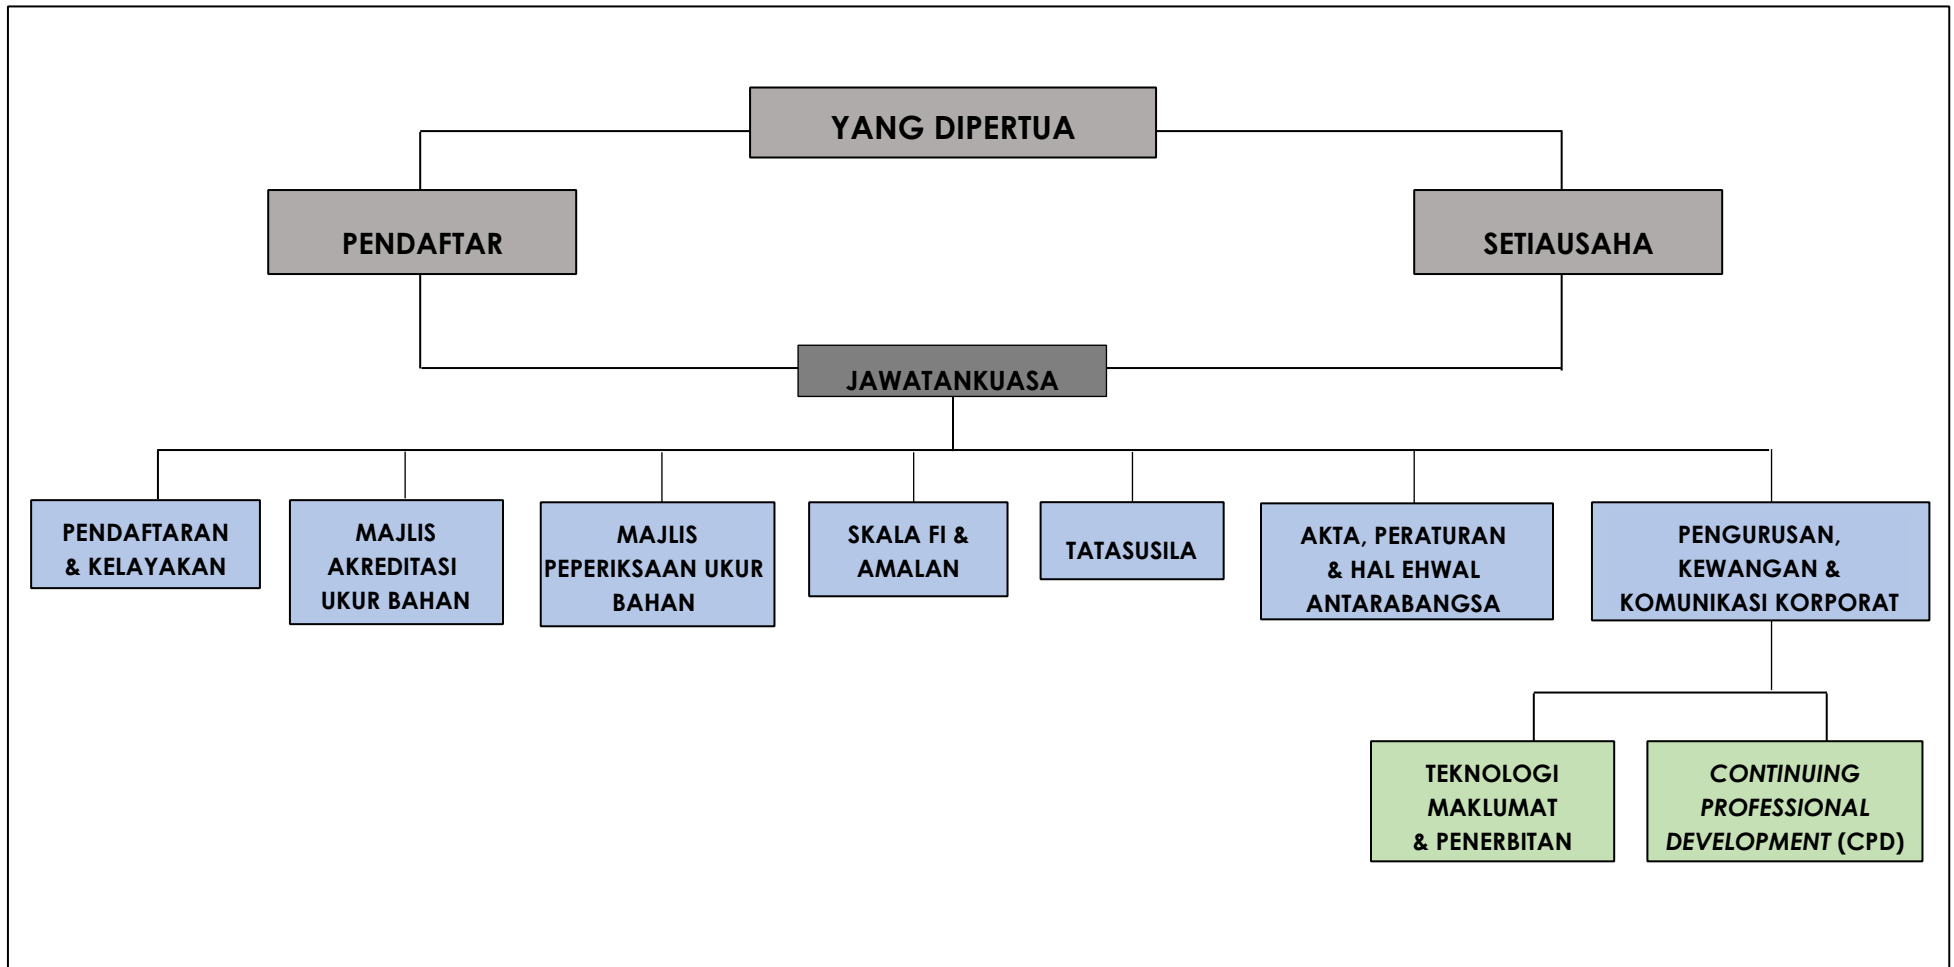 YANG DIPERTUA
PENDAFTAR
SETIAUSAHA
JAWATANKUASA
PENDAFTARAN
& KELAYAKAN
MAJLIS
AKREDITASI
UKUR BAHAN
MAJLIS
PEPERIKSAAN UKUR
BAHAN
SKALA FI &
AMALAN
TATASUSILA
AKTA, PERATURAN
& HAL EHWAL
ANTARABANGSA
PENGURUSAN,
KEWANGAN &
KOMUNIKASI KORPORAT
TEKNOLOGI
MAKLUMAT
& PENERBITAN
CONTINUING
PROFESSIONAL
DEVELOPMENT (CPD)